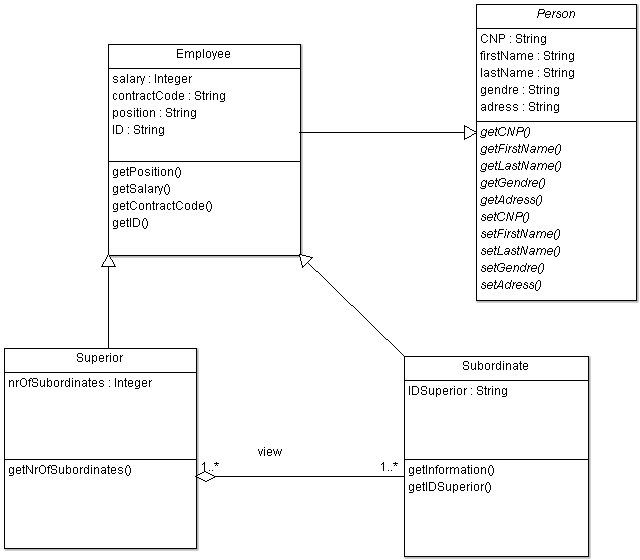 Person
CNP : String
firstName : String
lastName : String
gendre : String
adress : String
getCNP()
getFirstName()
getLastName()
getGendre()
getAdress()
setCNP()
setFirstName()
setLastName()
setGendre()
setAdress()
Employee
salary : Integer
contractCode : String
position : String
ID : String
getPosition()
getSalary()
getContractCode()
getID()
Superior
nrOfSubordinates : Integer
getNrOfSubordinates()
view
1..*
1..*
Subordinate
IDSuperior : String
getInformation()
getIDSuperior()